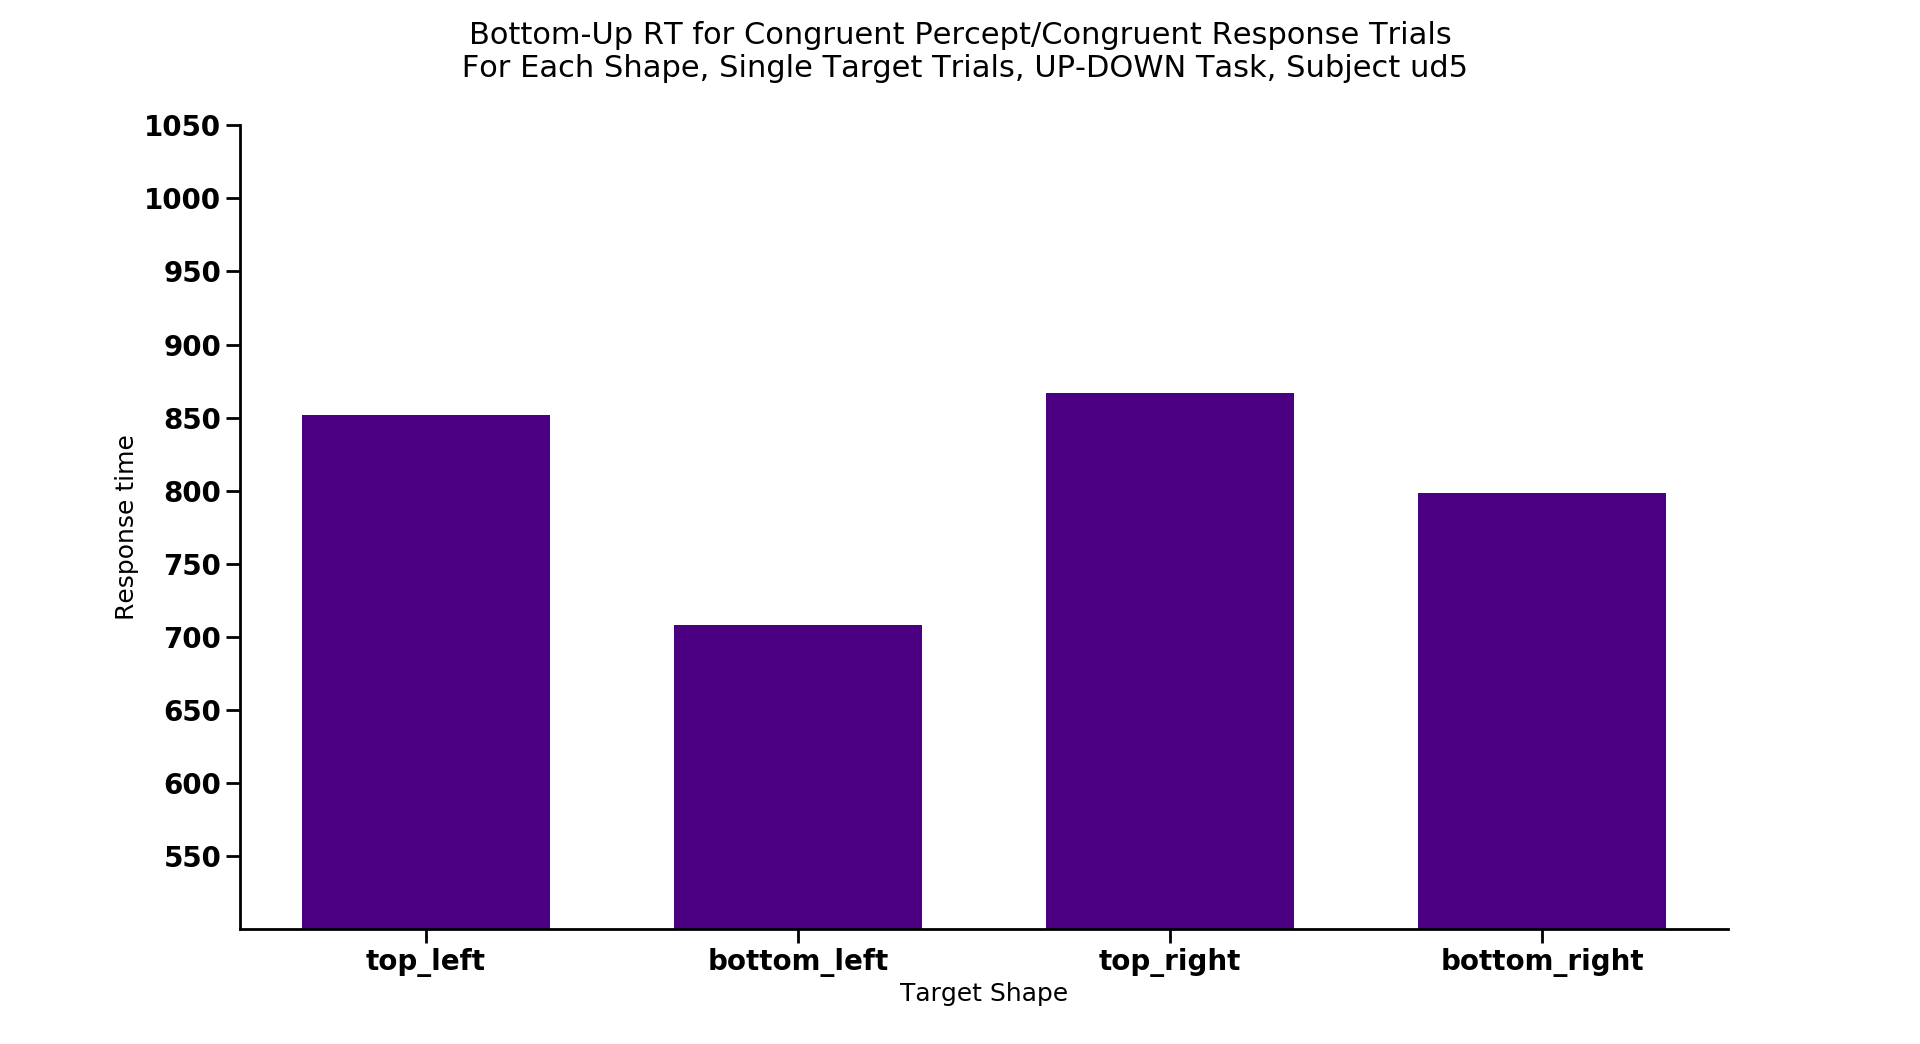 Bottom-Up RT for Congruent Percept/Congruent Response Trials
For Each Shape, Single Target Trials, UP-DOWN Task, Subject ud5
1050
1000
950
900
850
800
750
700
650
600
550
Response time
top_left
bottom_left
top_right
bottom_right
Target Shape